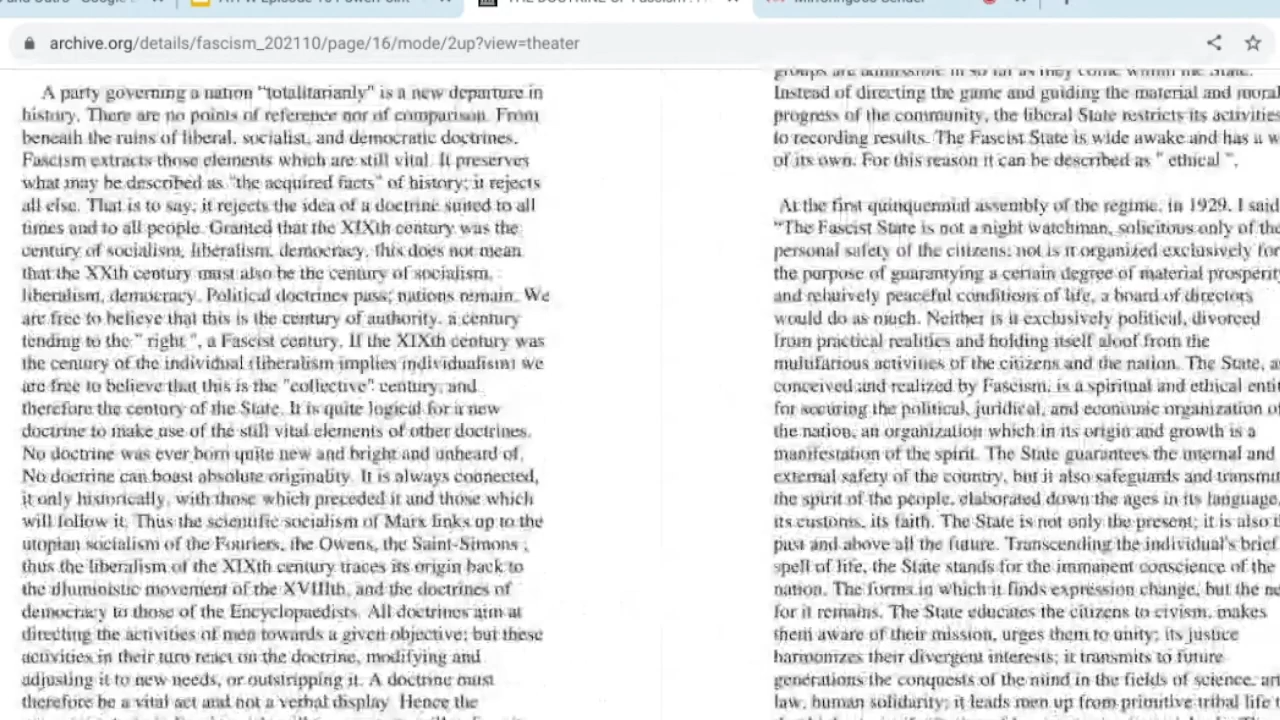 archive.org/details/fascism_202110/page/16/mode/2up?view=theater
A party governing a nation "totalitarianly" is a new departure in
history. There are no points of reference nor of comparison. From
beneath the ruins of liberal, socialist, and democratic doctrines,
Fascism extracts those elements which are still vital. It preserves
what may be described as "the acquired facts" of history; it rejects
all else. That is to say, it rejects the idea of a doctrine suited to all
times and to all people. Granted that the XIXth century was the
century of socialism, liberalism, democracy, this does not mean
that the XXth century must also be the century of socialism,
liberalism, democracy. Political doctrines pass; nations remain. We
are free to believe that this is the century of authority, a century
tending to the " right ", a Fascist century. If the XIXth century was
the century of the individual (liberalism implies individualism) we
are free to believe that this is the "collective" century, and
therefore the century of the State. It is quite logical for a new
doctrine to make use of the still vital elements of other doctrines.
No doctrine was ever born quite new and bright and unheard of.
No doctrine can boast absolute originality. It is always connected,
it only historically, with those which preceded it and those which
will follow it. Thus the scientific socialism of Marx links up to the
utopian socialism of the Fouriers, the Owens, the Saint-Simons ;
thus the liberalism of the XIXth century traces its origin back to
the illuministic movement of the XVIIIth, and the doctrines of
democracy to those of the Encyclopaedists. All doctrines aim at
directing the activities of men towards a given objective; but these
activities in their turn react on the doctrine, modifying and
adjusting it to new needs, or outstripping it. A doctrine must
therefore be a vital act and not a verbal display. Hence the
groups are admissible in so far as they come within the State.
Instead of directing the game and guiding the material and moral
progress of the community, the liberal State restricts its activities
to recording results. The Fascist State is wide awake and has a w
of its own. For this reason it can be described as " ethical ".
At the first quinquennial assembly of the regime, in 1929, I said
"The Fascist State is not a night watchman, solicitous only of the
personal safety of the citizens; not is it organized exclusively for
the purpose of guarantying a certain degree of material prosperity
and relatively peaceful conditions of life, a board of directors
would do as much. Neither is it exclusively political, divorced
from practical realities and holding itself aloof from the
multifarious activities of the citizens and the nation. The State, as
conceived and realized by Fascism, is a spiritual and ethical entit
for securing the political, juridical, and economic organization of
the nation, an organization which in its origin and growth is a
manifestation of the spirit. The State guarantees the internal and
external safety of the country, but it also safeguards and transmit
the spirit of the people, elaborated down the ages in its language,
its customs, its faith. The State is not only the present; it is also t
past and above all the future. Transcending the individual's brief
spell of life, the State stands for the immanent conscience of the
nation. The forms in which it finds expression change, but the ne
for it remains. The State educates the citizens to civism, makes
them aware of their mission, urges them to unity; its justice
harmonizes their divergent interests; it transmits to future
generations the conquests of the mind in the fields of science, art
law, human solidarity; it leads men up from primitive tribal life t